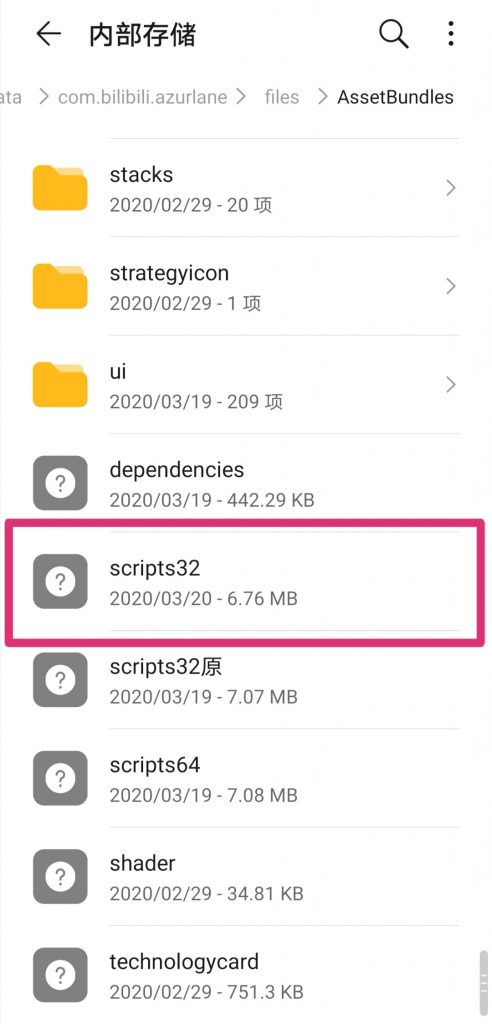 内部存储
ata > com.bilibili.azurlane > files > AssetBundles
stacks
2020/02/29 - 20 项
strategyicon
2020/02/29 - 1 项
ui
2020/03/19 - 209 项
dependencies
2020/03/19 - 442.29 KB
scripts32
2020/03/20 - 6.76 MB
scripts32原
2020/03/19 - 7.07 MB
scripts64
2020/03/19 - 7.08 MB
shader
2020/02/29 - 34.81 KB
technologycard
2020/02/29 - 751.3 KB